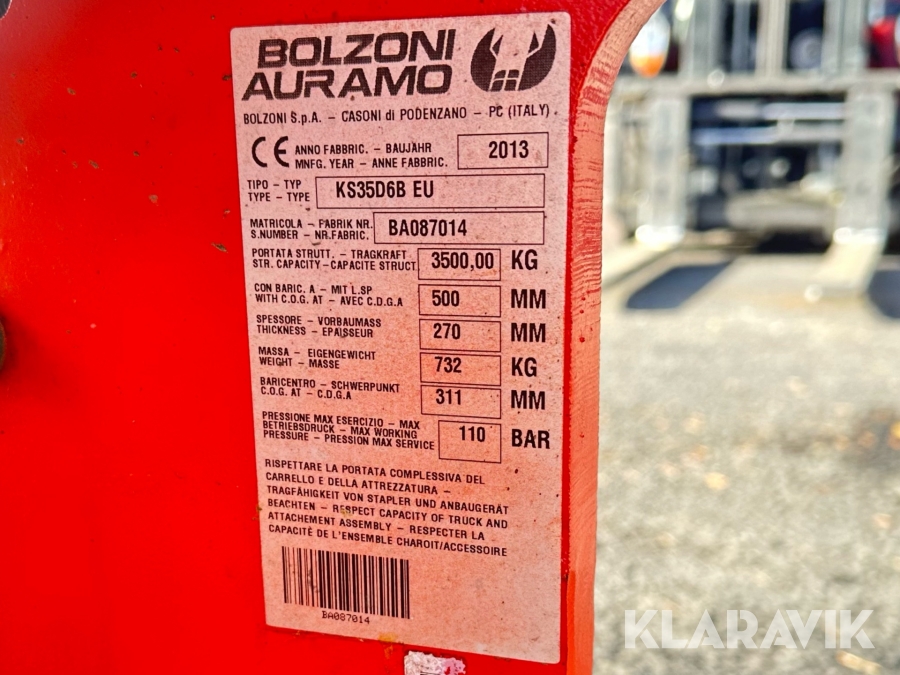 BOLZONI
AURAMO
BOLZONI S.p.A. - CASONI di PODENZANO - PC (ITALY)
CE
ANNO FABBRIC. - BAUJAHR
MNFG. YEAR - ANNE FABBRIC.
2013
TIPO - TYP
TYPE - TYPE
KS35D6B EU
MATRICOLA - FABRIK NR.
S.NUMBER - NR.FABRIC.
BA087014
PORTATA STRUTT. - TRAGKRAFT
STR. CAPACITY - CAPACITE STRUCT.
3500,00 KG
CON BARIC. A - MIT L.SP
WITH C.O.G. AT - AVEC C.D.G.A
500 MM
SPESSORE - VORBAUMASS
THICKNESS - EPAISSEUR
270 MM
MASSA - EIGENGEWICHT
WEIGHT - MASSE
732 KG
BARICENTRO - SCHWERPUNKT
C.O.G. AT - C.D.G.A
311 MM
PRESSIONE MAX ESERCIZIO - MAX
BETRIEBSDRUCK - MAX WORKING
PRESSURE - PRESSION MAX SERVICE
110 BAR
RISPETTARE LA PORTATA COMPLESSIVA DEL
CARRELLO E DELLA ATTREZZATURA -
TRAGFÄHIGKEIT VON STAPLER UND ANBAUGERÄT
BEACHTEN - RESPECT CAPACITY OF TRUCK AND
ATTACHEMENT ASSEMBLY - RESPECTER LA
CAPACITÈ DE L'ENSEMBLE CHAROIT/ACCESSOIRE
BA087014
KLARAVIK